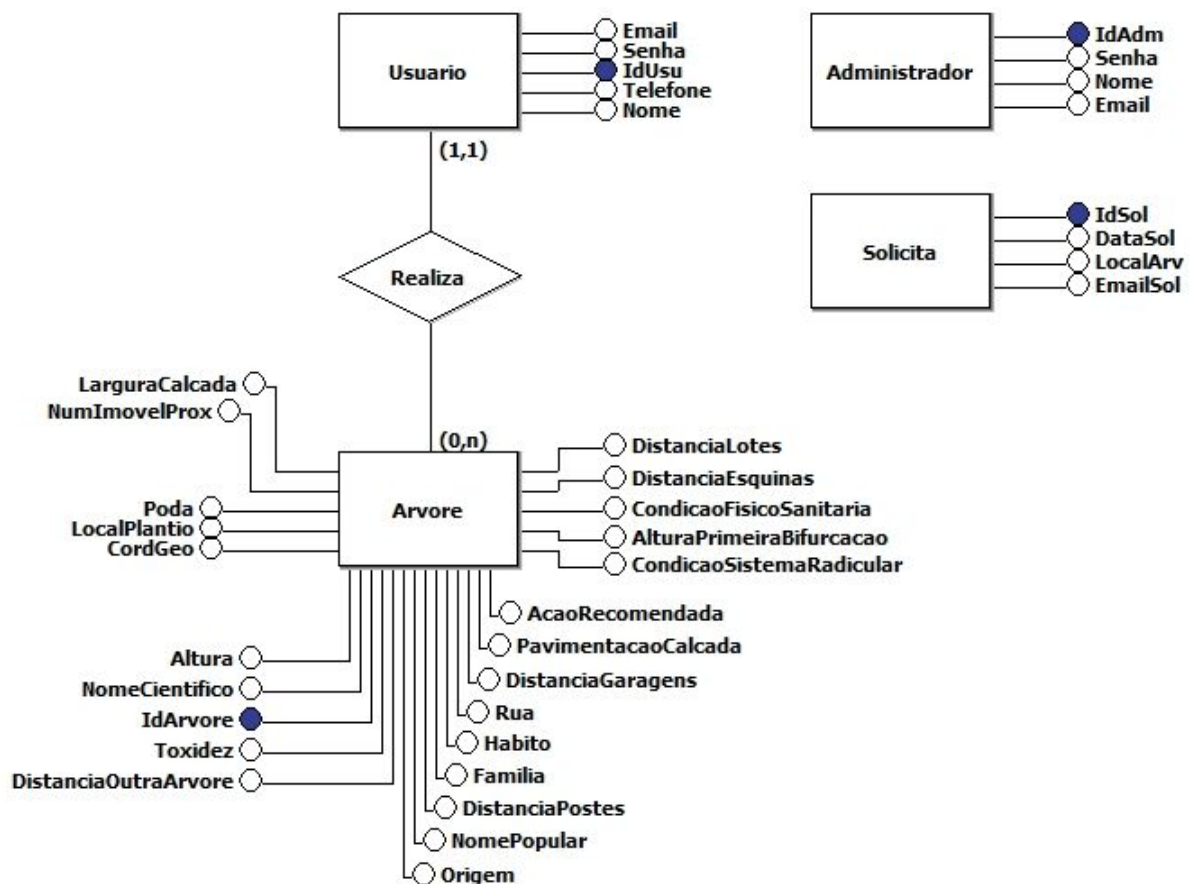 Usuario
Email
Senha
IdUsu
Telefone
Nome
Administrador
IdAdm
Senha
Nome
Email
(1,1)
Realiza
(0,n)
Solicita
IdSol
DataSol
LocalArv
EmailSol
LarguraCalcada
NumImovelProx
Poda
LocalPlantio
CordGeo
Arvore
DistanciaLotes
DistanciaEsquinas
CondicaoFisicoSanitaria
AlturaPrimeiraBifurcacao
CondicaoSistemaRadicular
Altura
NomeCientifico
IdArvore
Toxidez
DistanciaOutraArvore
AcaoRecomendada
PavimentacaoCalcada
DistanciaGaragens
Rua
Habito
Familia
DistanciaPostes
NomePopular
Origem